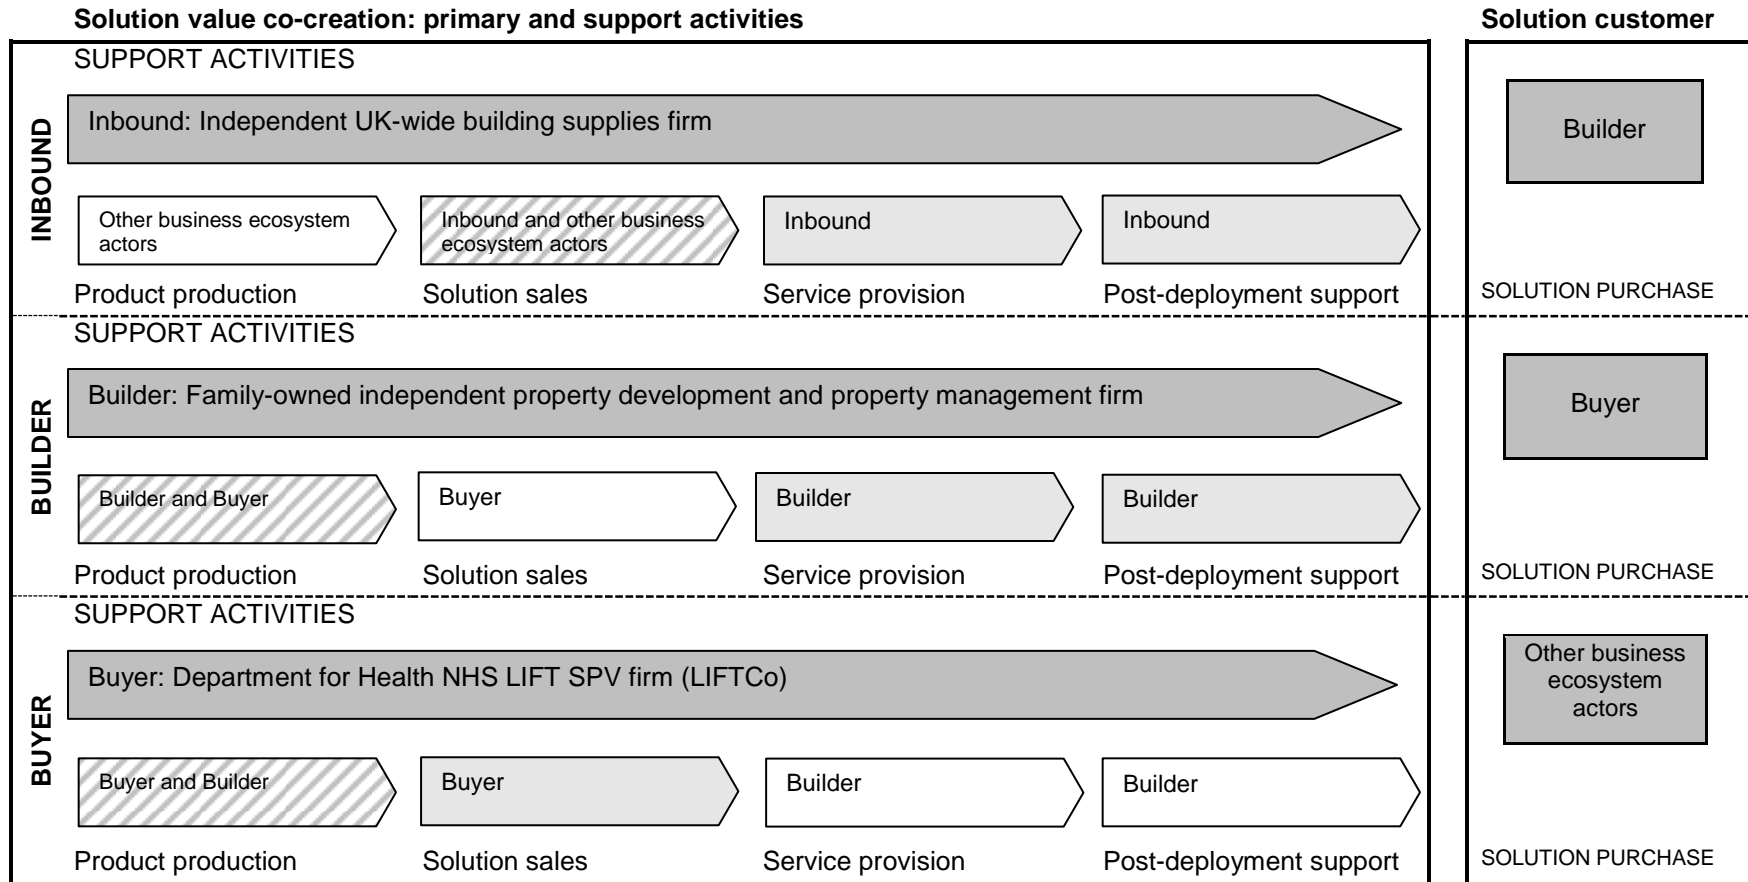 Solution value co-creation: primary and support activities
Solution customer
INBOUND
SUPPORT ACTIVITIES
Inbound: Independent UK-wide building supplies firm
Builder
Other business ecosystem
actors
Inbound and other business
ecosystem actors
Inbound
Inbound
Product production
Solution sales
Service provision
Post-deployment support
SOLUTION PURCHASE
BUILDER
SUPPORT ACTIVITIES
Builder: Family-owned independent property development and property management firm
Buyer
Builder and Buyer
Buyer
Builder
Builder
Product production
Solution sales
Service provision
Post-deployment support
SOLUTION PURCHASE
BUYER
SUPPORT ACTIVITIES
Buyer: Department for Health NHS LIFT SPV firm (LIFTCo)
Other business
ecosystem
actors
Buyer and Builder
Buyer
Builder
Builder
Product production
Solution sales
Service provision
Post-deployment support
SOLUTION PURCHASE